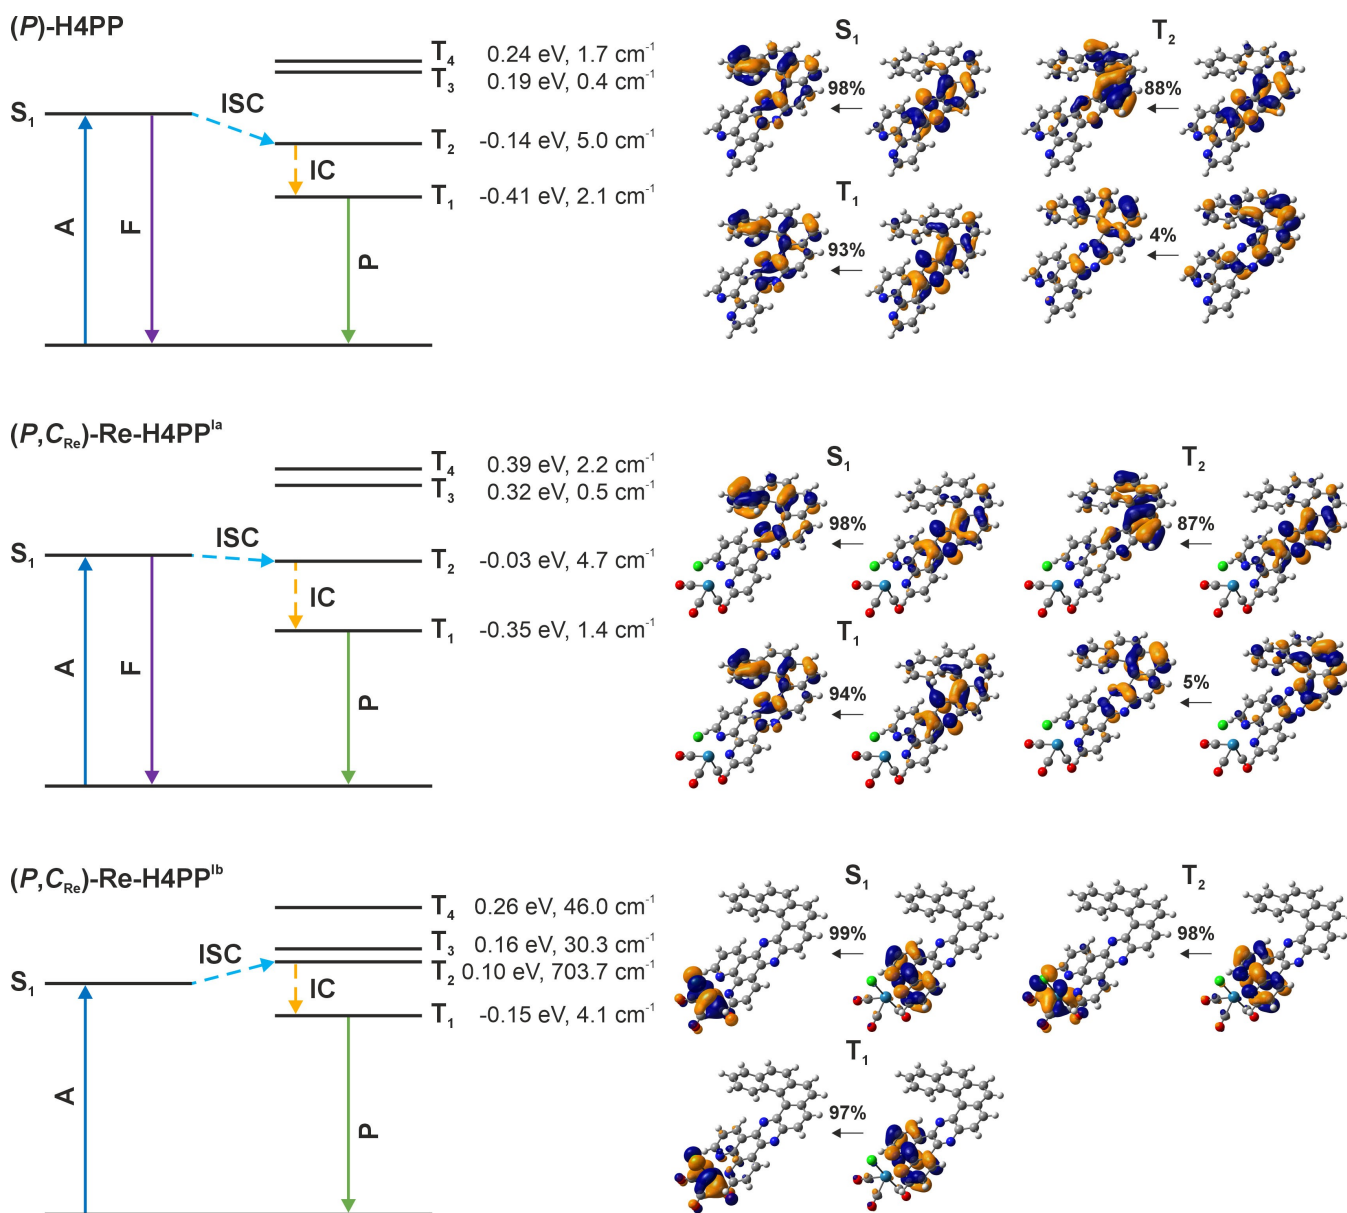 (P)-H4PP
T4 0.24 eV, 1.7 cm⁻¹
T3 0.19 eV, 0.4 cm⁻¹
S1
ISC
T2 -0.14 eV, 5.0 cm⁻¹
IC
T1 -0.41 eV, 2.1 cm⁻¹
A
F
P
S1
98%
T2
88%
T1
93%
4%
(P,CRe)-Re-H4PPIa
T4 0.39 eV, 2.2 cm⁻¹
T3 0.32 eV, 0.5 cm⁻¹
S1
ISC
T2 -0.03 eV, 4.7 cm⁻¹
IC
T1 -0.35 eV, 1.4 cm⁻¹
A
F
P
S1
98%
T2
87%
T1
94%
5%
(P,CRe)-Re-H4PPIb
T4 0.26 eV, 46.0 cm⁻¹
T3 0.16 eV, 30.3 cm⁻¹
S1
ISC
T2 0.10 eV, 703.7 cm⁻¹
IC
T1 -0.15 eV, 4.1 cm⁻¹
A
P
S1
99%
T2
98%
T1
97%